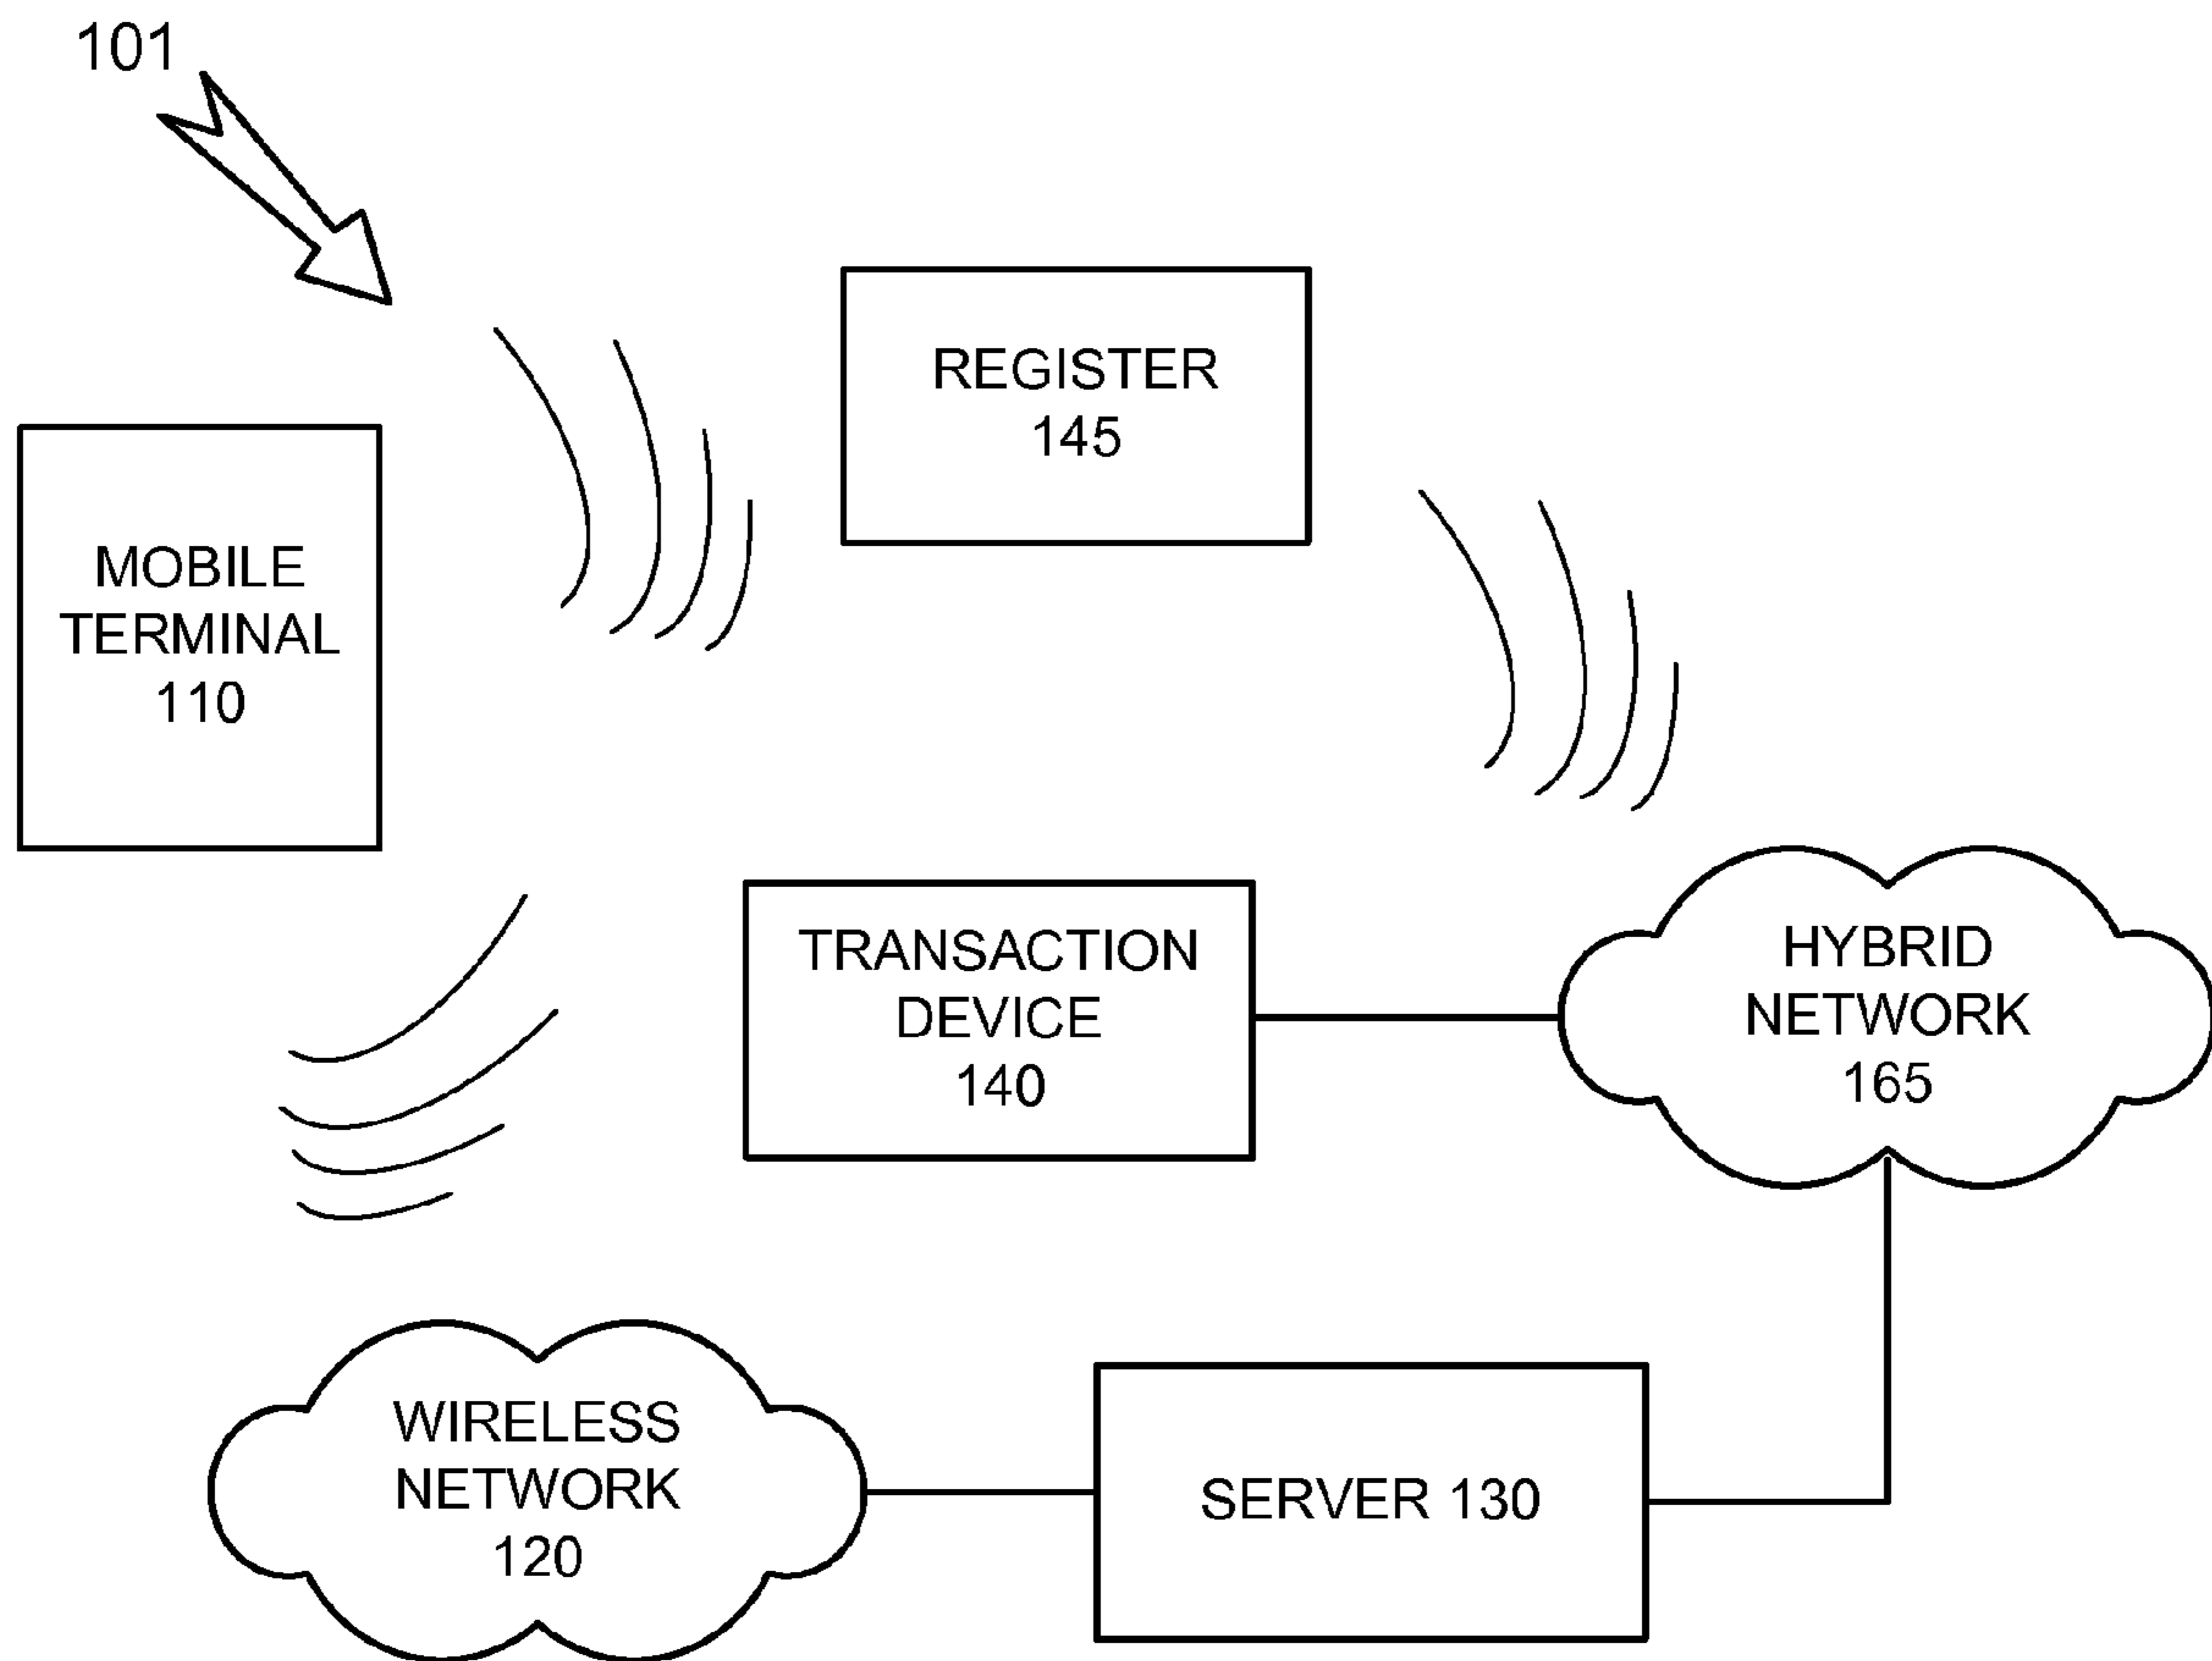 101
REGISTER
145
MOBILE
TERMINAL
110
TRANSACTION
DEVICE
140
HYBRID
NETWORK
165
WIRELESS
NETWORK
120
SERVER 130